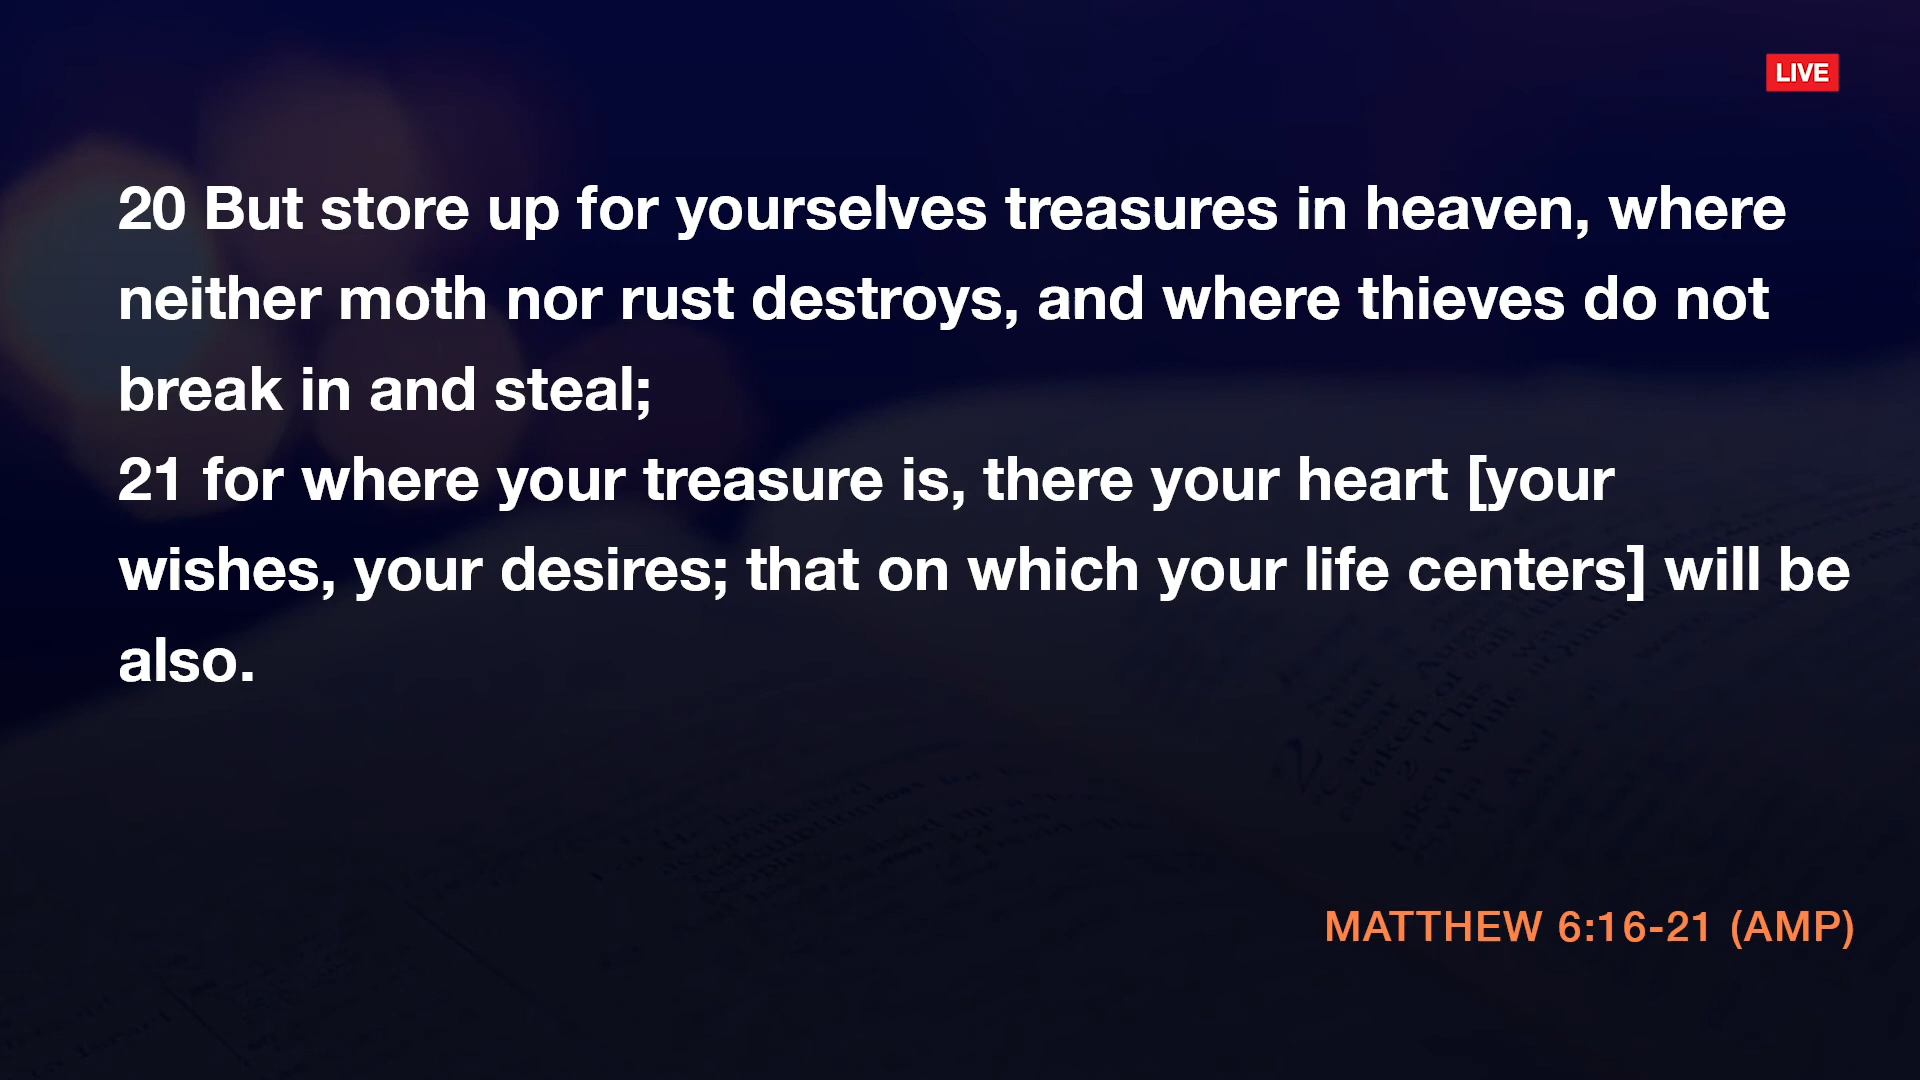 LIVE
20 But store up for yourselves treasures in heaven, where
neither moth nor rust destroys, and where thieves do not
break in and steal;
21 for where your treasure is, there your heart [your
wishes, your desires; that on which your life centers] will be
also.
MATTHEW 6:16-21 (AMP)